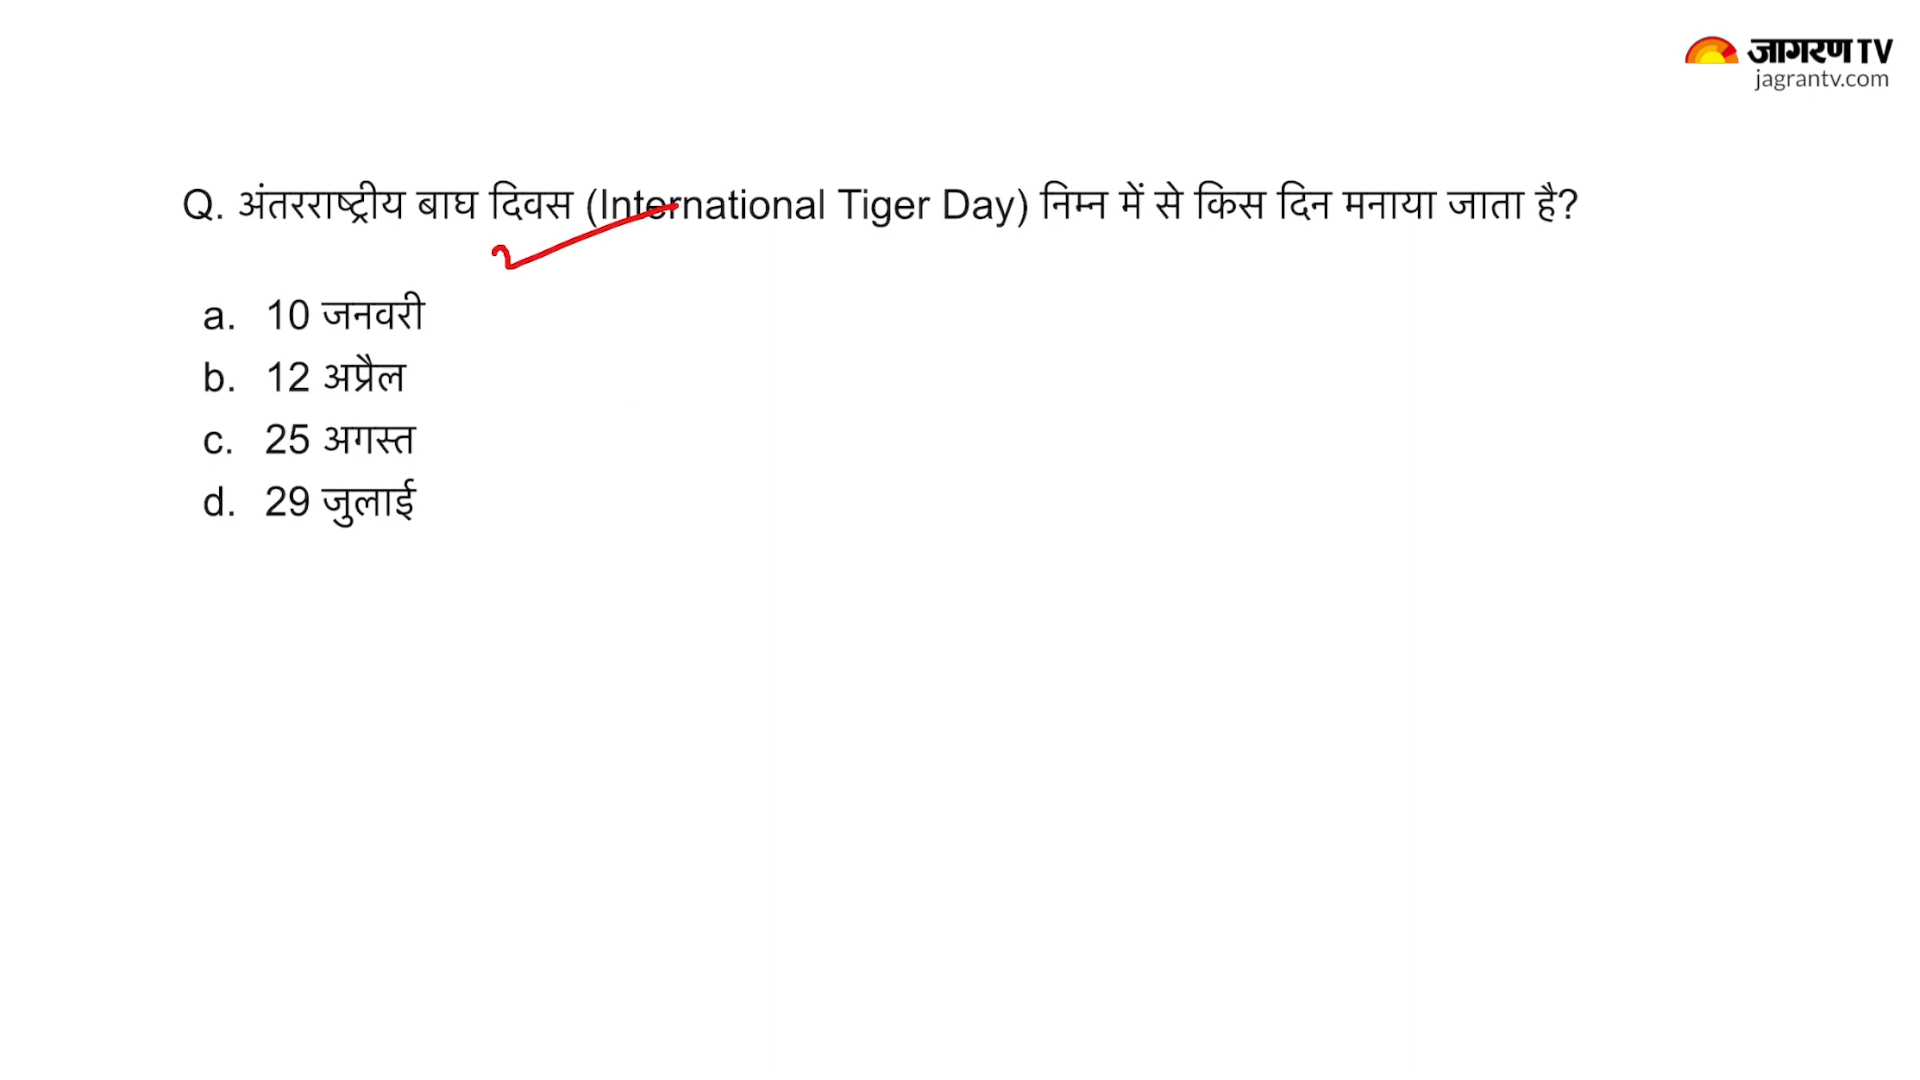 जागरण TV
jagrantv.com
Q. अंतरराष्ट्रीय बाघ दिवस (International Tiger Day) निम्न में से किस दिन मनाया जाता है?
a. 10 जनवरी
b. 12 अप्रैल
c. 25 अगस्त
d. 29 जुलाई